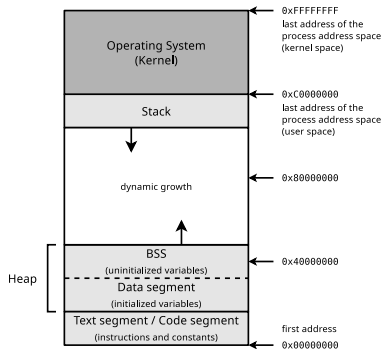 0xFFFFFFFF
last address of the
process address space
(kernel space)
Operating System
(Kernel)
0xC0000000
last address of the
process address space
(user space)
Stack
dynamic growth
0x80000000
BSS
(uninitialized variables)
0x40000000
Heap
Data segment
(initialized variables)
Text segment / Code segment
(instructions and constants)
first address
0x00000000